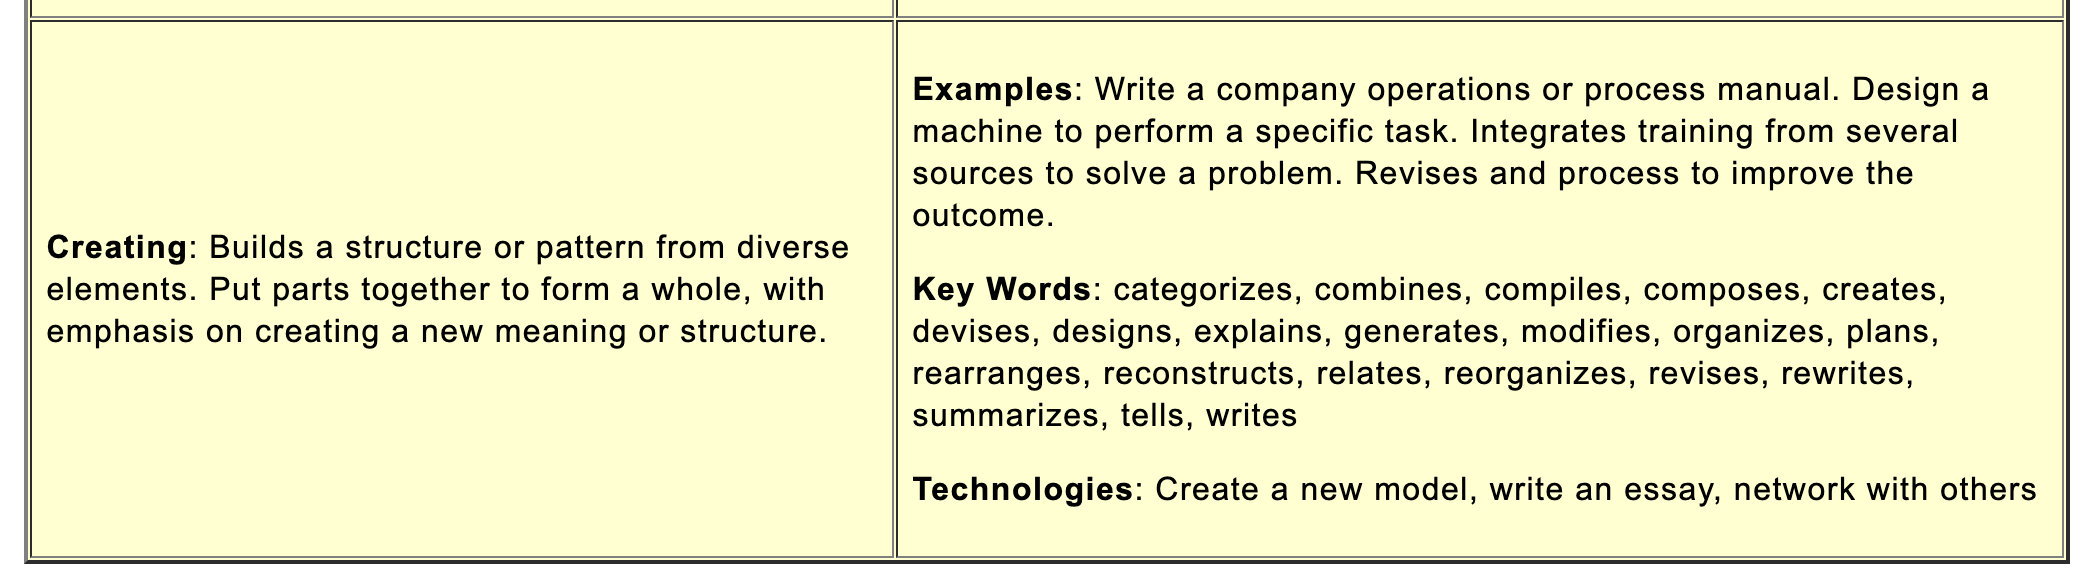 Creating: Builds a structure or pattern from diverse
elements. Put parts together to form a whole, with
emphasis on creating a new meaning or structure.
Examples: Write a company operations or process manual. Design a
machine to perform a specific task. Integrates training from several
sources to solve a problem. Revises and process to improve the
outcome.
Key Words: categorizes, combines, compiles, composes, creates,
devises, designs, explains, generates, modifies, organizes, plans,
rearranges, reconstructs, relates, reorganizes, revises, rewrites,
summarizes, tells, writes
Technologies: Create a new model, write an essay, network with others